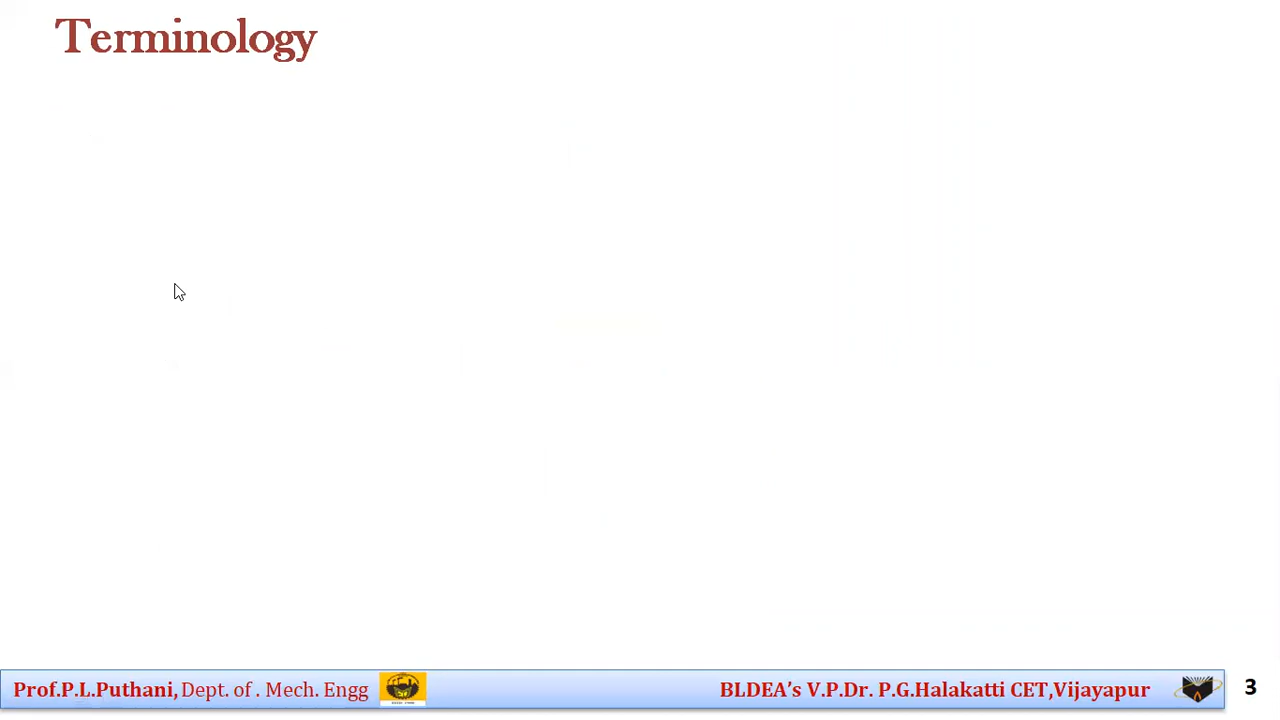 Terminology
Prof.P.L.Puthani, Dept. of . Mech. Engg
BLDEA's V.P.Dr. P.G.Halakatti CET,Vijayapur
3